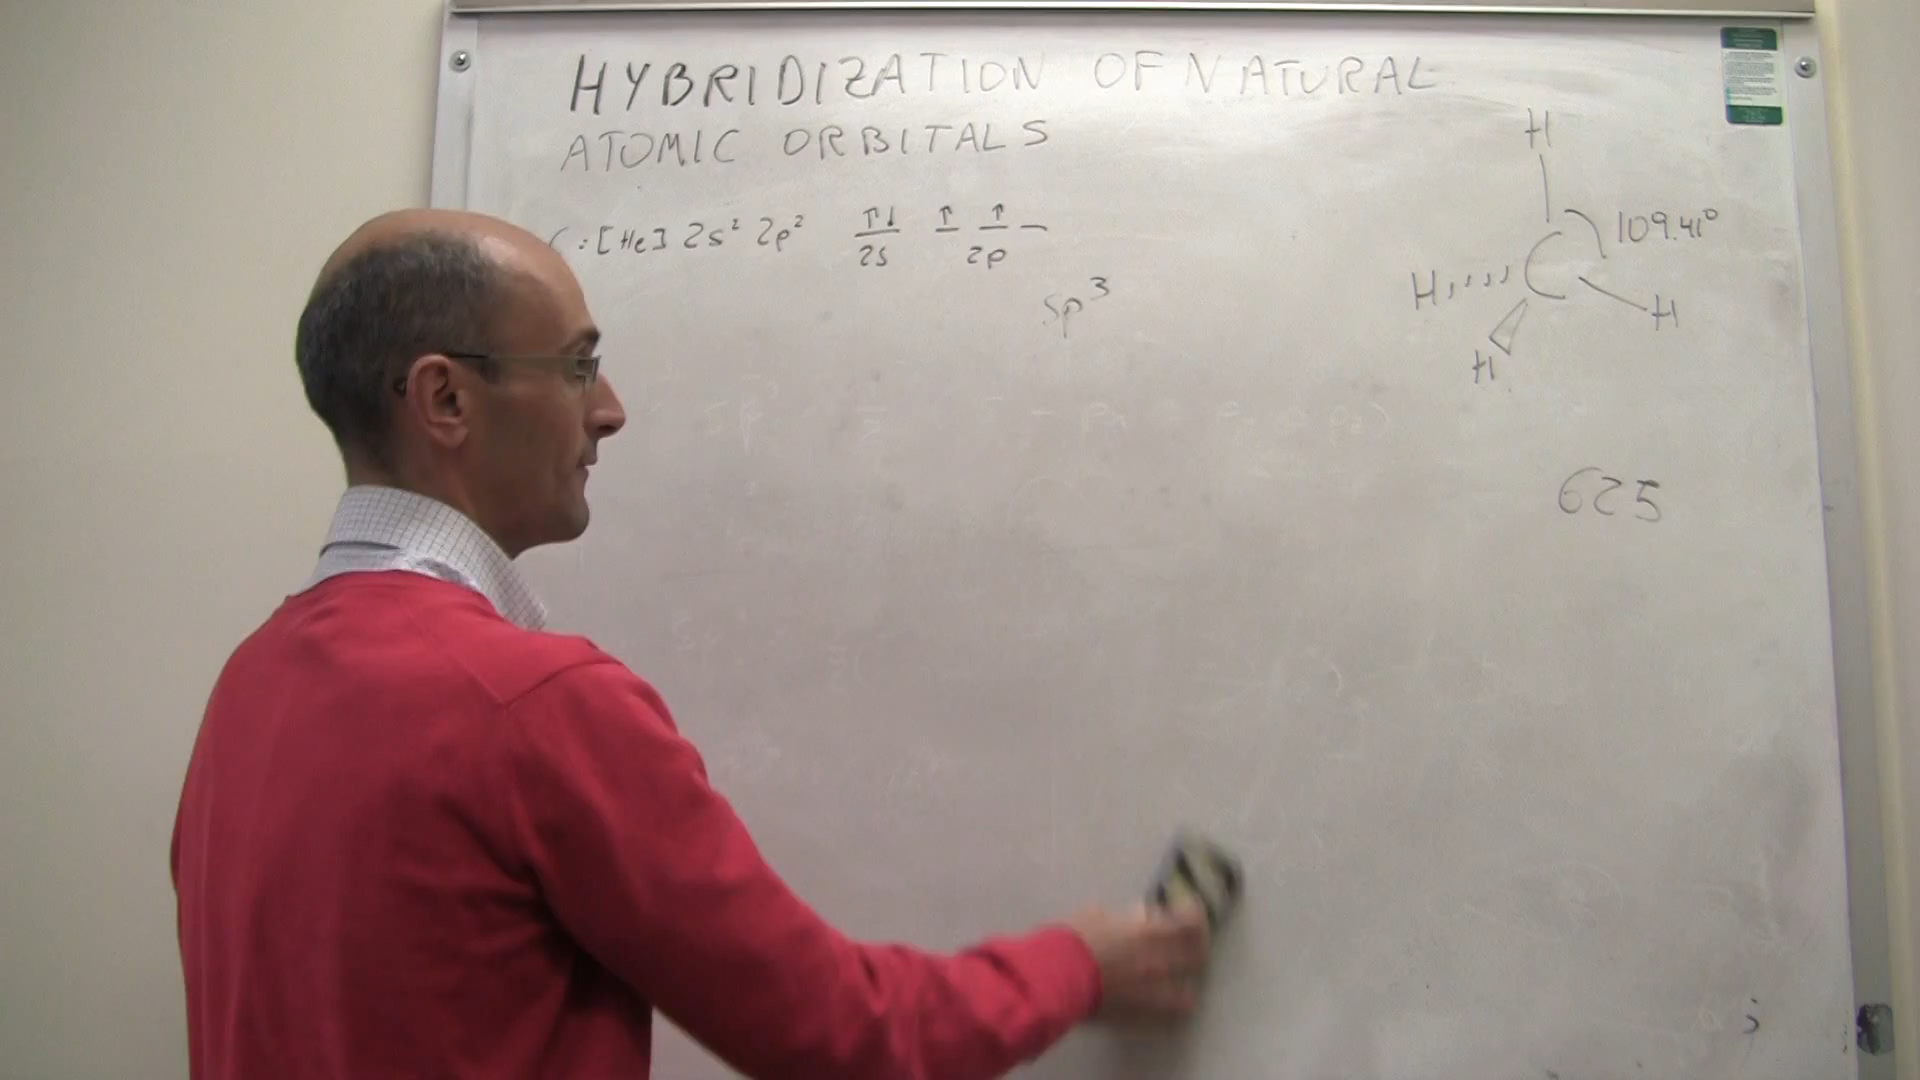 HYBRIDIZATION OF NATURAL
ATOMIC ORBITALS
C:[He] 2s² 2p² ↑↓ ↑ ↑
2s 2p
sp³
H
109.41°
C
H
H
H
625